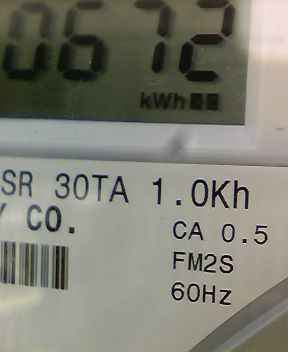 0672
kWh
SR 30TA 1.0Kh
Y CO.
CA 0.5
FM2S
60Hz